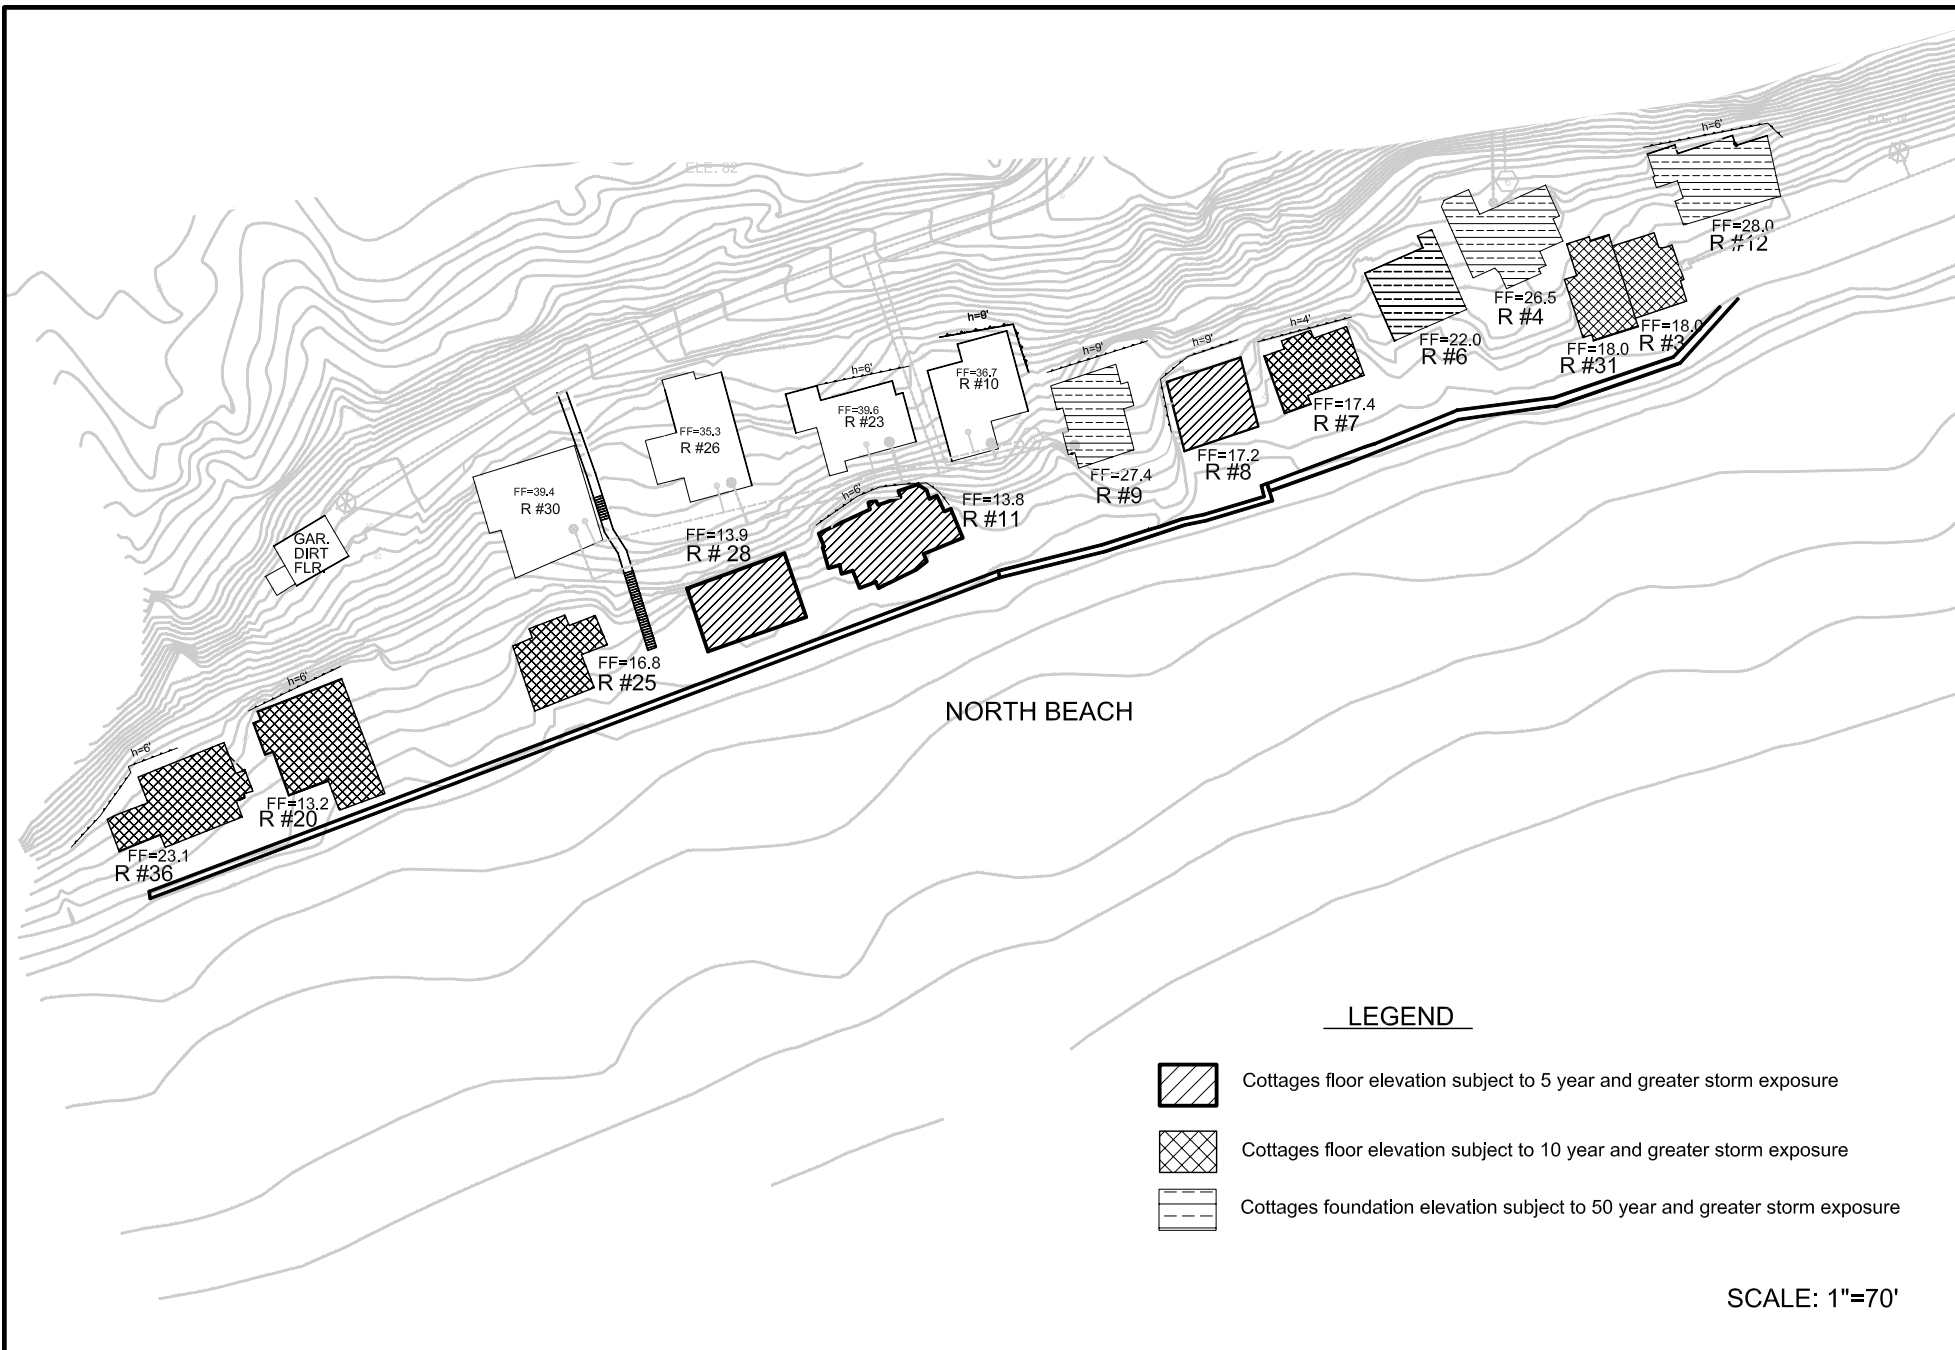 ELE. 82
h=6'
FF=28.0
R #12
FF=26.5
R #4
FF=18.0
R #3
FF=18.0
R #31
FF=22.0
R #6
h=4'
FF=17.4
R #7
h=9'
FF=17.2
R #8
h=9'
FF=27.4
R #9
h=9'
FF=36.7
R #10
h=6'
FF=39.6
R #23
FF=35.3
R #26
FF=39.4
R #30
GAR.
DIRT
FLR.
h=6'
FF=13.8
R #11
FF=13.9
R # 28
FF=16.8
R #25
h=6'
FF=13.2
R #20
h=6'
FF=23.1
R #36
NORTH BEACH
LEGEND
Cottages floor elevation subject to 5 year and greater storm exposure
Cottages floor elevation subject to 10 year and greater storm exposure
Cottages foundation elevation subject to 50 year and greater storm exposure
SCALE: 1"=70'